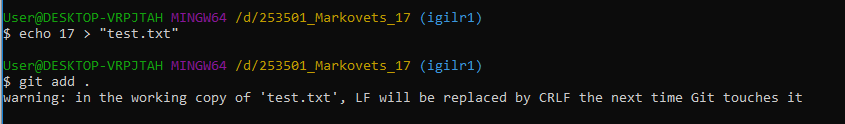 User@DESKTOP-VRPJTAH MINGW64 /d/253501_Markovets_17 (igilr1)
$ echo 17 > "test.txt"
User@DESKTOP-VRPJTAH MINGW64 /d/253501_Markovets_17 (igilr1)
$ git add .
warning: in the working copy of 'test.txt', LF will be replaced by CRLF the next time Git touches it